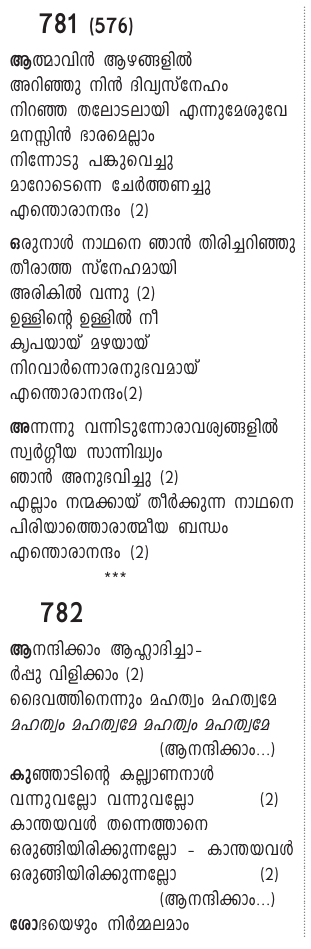 781 (576)
ആത്മാവിൻ ആഴങ്ങളിൽ
അറിഞ്ഞു നിൻ ദിവ്യസ്നേഹം
നിറഞ്ഞ തലോടലായി എന്നുമേശുവേ
മനസ്സിൻ ഭാരമെല്ലാം
നിന്നോടു പങ്കുവെച്ചു
മാറോടെന്നെ ചേർത്തണച്ചു
എന്തൊരാനന്ദം (2)
ഒരുനാൾ നാഥനെ ഞാൻ തിരിച്ചറിഞ്ഞു
തീരാത്ത സ്നേഹമായി
അരികിൽ വന്നു (2)
ഉള്ളിന്റെ ഉള്ളിൽ നീ
കൃപയായ് മഴയായ്
നിറവാർന്നൊരനുഭവമായ്
എന്തൊരാനന്ദം(2)
അന്നന്നു വന്നിടുന്നോരാവശ്യങ്ങളിൽ
സ്വർഗ്ഗീയ സാന്നിദ്ധ്യം
ഞാൻ അനുഭവിച്ചു (2)
എല്ലാം നന്മക്കായ് തീർക്കുന്ന നാഥനെ
പിരിയാത്തൊരാത്മീയ ബന്ധം
എന്തൊരാനന്ദം (2)
***
782
ആനന്ദിക്കാം ആഹ്ലാദിച്ചാ-
ർപ്പു വിളിക്കാം (2)
ദൈവത്തിനെന്നും മഹത്വം മഹത്വമേ
മഹത്വം മഹത്വമേ മഹത്വം മഹത്വമേ
(ആനന്ദിക്കാം...)
കുഞ്ഞാടിന്റെ കല്ല്യാണനാൾ
വന്നുവല്ലോ വന്നുവല്ലോ (2)
കാന്തയവൾ തന്നെത്താനെ
ഒരുങ്ങിയിരിക്കുന്നല്ലോ - കാന്തയവൾ
ഒരുങ്ങിയിരിക്കുന്നല്ലോ (2)
(ആനന്ദിക്കാം...)
ശോഭയെഴും നിർമ്മലമാം